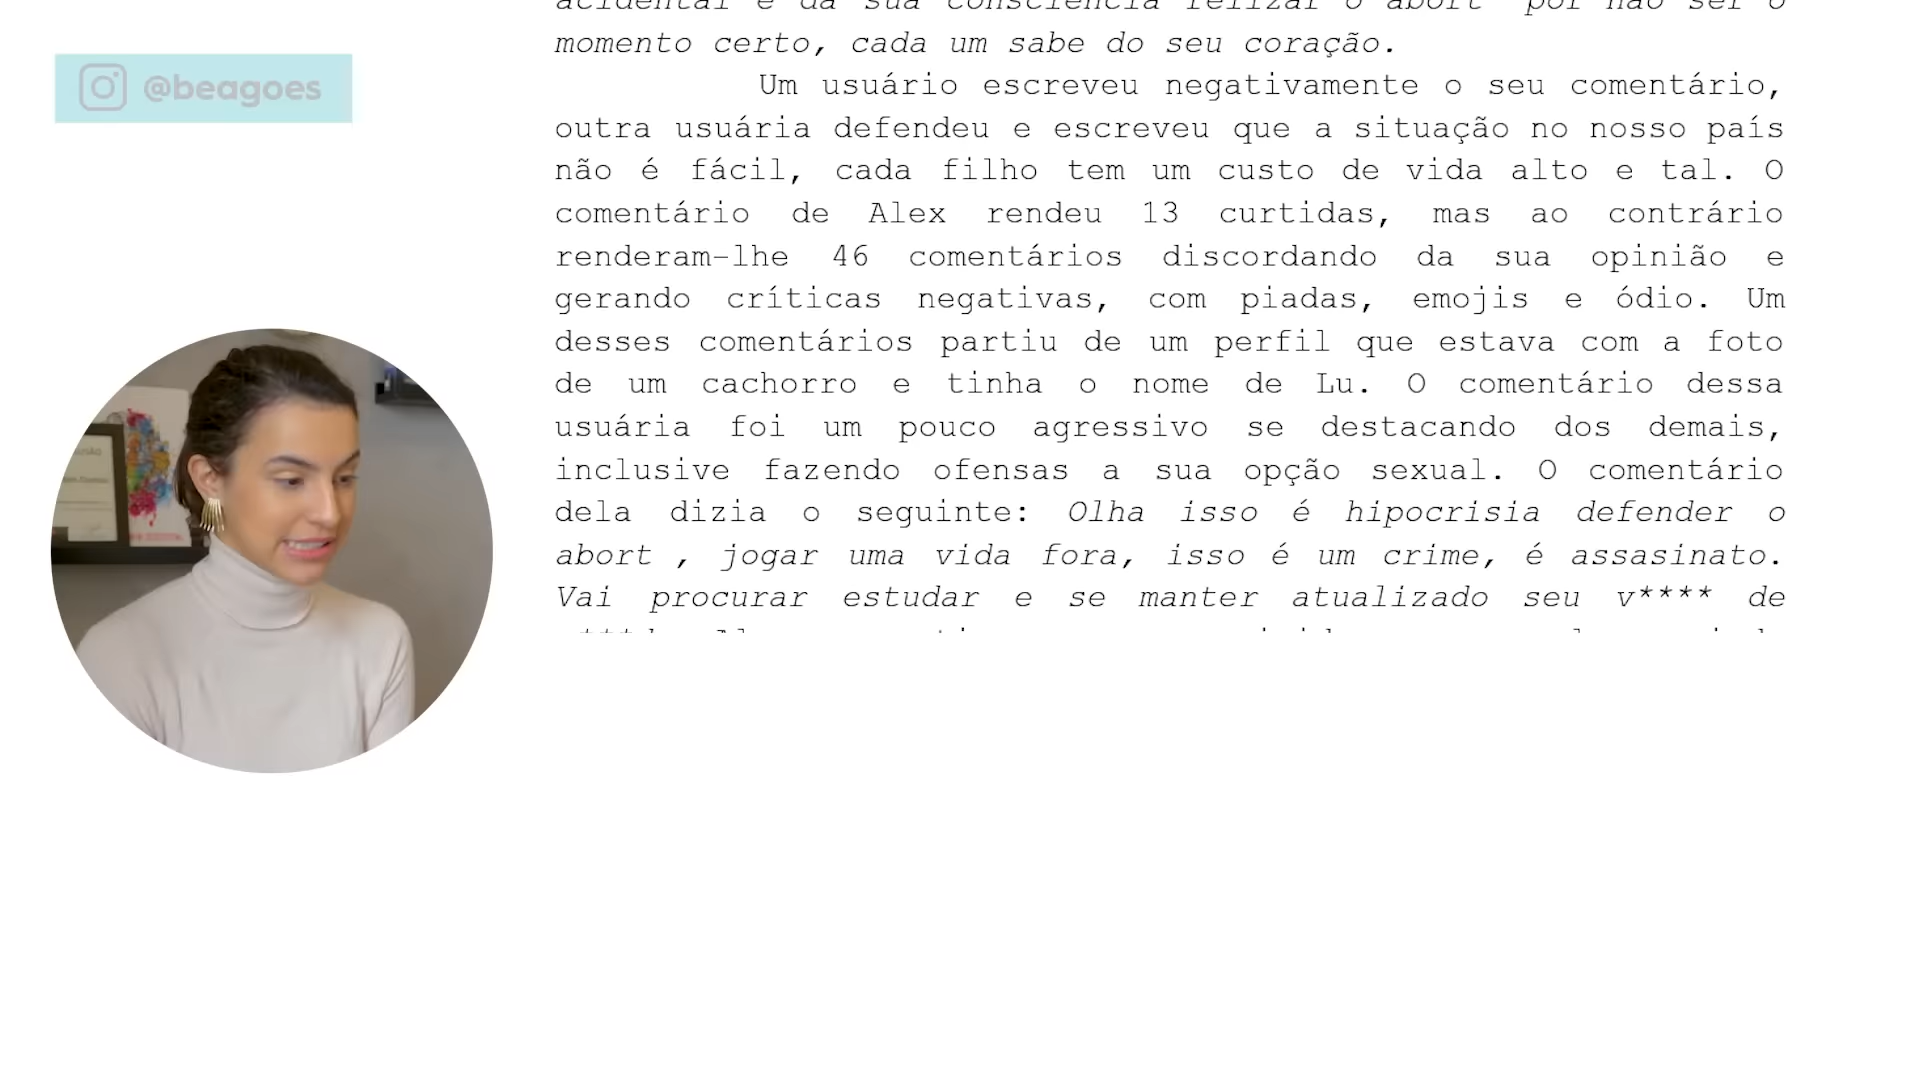 @beagoes
acidental e da sua consciência
momento certo, cada um sabe do seu coração.
Um usuário escreveu negativamente o seu comentário,
outra usuária defendeu e escreveu que a situação no nosso país
não é fácil, cada filho tem um custo de vida alto e tal. O
comentário de Alex rendeu 13 curtidas, mas ao contrário
renderam-lhe 46 comentários discordando da sua opinião e
gerando críticas negativas, com piadas, emojis e ódio. Um
desses comentários partiu de um perfil que estava com a foto
de um cachorro e tinha o nome de Lu. O comentário dessa
usuária foi um pouco agressivo se destacando dos demais,
inclusive fazendo ofensas a sua opção sexual. O comentário
dela dizia o seguinte: Olha isso é hipocrisia defender o
abort , jogar uma vida fora, isso é um crime, é assasinato.
Vai procurar estudar e se manter atualizado seu v**** de